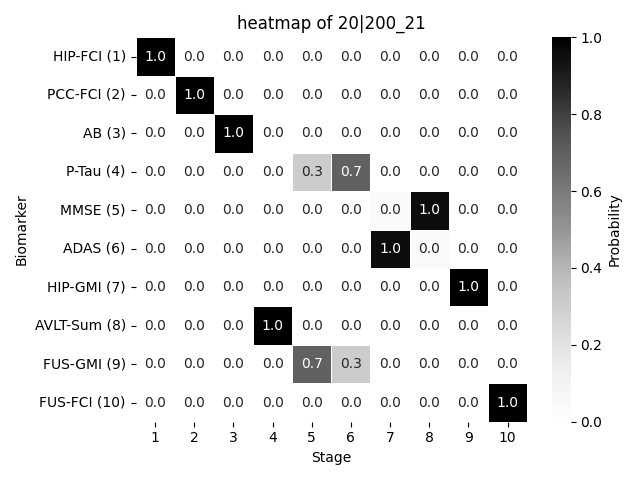 heatmap of 20|200_21
HIP-FCI (1) 1.0 0.0 0.0 0.0 0.0 0.0 0.0 0.0 0.0 0.0
PCC-FCI (2) 0.0 1.0 0.0 0.0 0.0 0.0 0.0 0.0 0.0 0.0
AB (3) 0.0 0.0 1.0 0.0 0.0 0.0 0.0 0.0 0.0 0.0
P-Tau (4) 0.0 0.0 0.0 0.0 0.3 0.7 0.0 0.0 0.0 0.0
MMSE (5) 0.0 0.0 0.0 0.0 0.0 0.0 0.0 1.0 0.0 0.0
ADAS (6) 0.0 0.0 0.0 0.0 0.0 0.0 1.0 0.0 0.0 0.0
HIP-GMI (7) 0.0 0.0 0.0 0.0 0.0 0.0 0.0 0.0 1.0 0.0
AVLT-Sum (8) 0.0 0.0 0.0 1.0 0.0 0.0 0.0 0.0 0.0 0.0
FUS-GMI (9) 0.0 0.0 0.0 0.0 0.7 0.3 0.0 0.0 0.0 0.0
FUS-FCI (10) 0.0 0.0 0.0 0.0 0.0 0.0 0.0 0.0 0.0 1.0
1 2 3 4 5 6 7 8 9 10
Stage
Biomarker
1.0
0.8
0.6
0.4
0.2
0.0
Probability